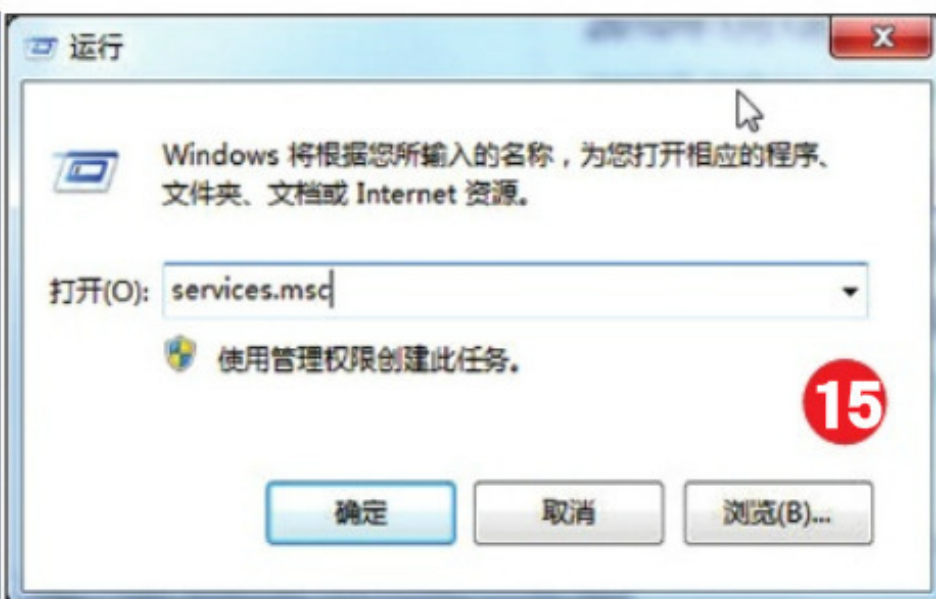 运行
Windows 将根据您所输入的名称，为您打开相应的程序、
文件夹、文档或 Internet 资源。
打开(O): services.msc
使用管理权限创建此任务。
15
确定 取消 浏览(B)...